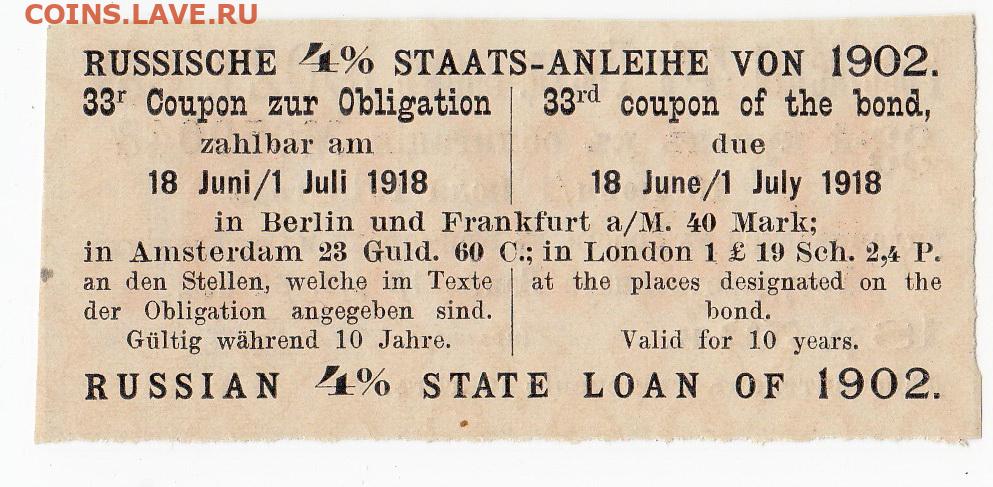 COINS.LAVE.RU
RUSSISCHE 4% STAATS-ANLEIHE VON 1902.
33r Coupon zur Obligation
zahlbar am
18 Juni/1 Juli 1918
33rd coupon of the bond,
due
18 June/1 July 1918
in Berlin und Frankfurt a/M. 40 Mark;
in Amsterdam 23 Guld. 60 C.; in London 1 £ 19 Sch. 2,4 P.
an den Stellen, welche im Texte
der Obligation angegeben sind.
Gültig während 10 Jahre.
at the places designated on the
bond.
Valid for 10 years.
RUSSIAN 4% STATE LOAN OF 1902.